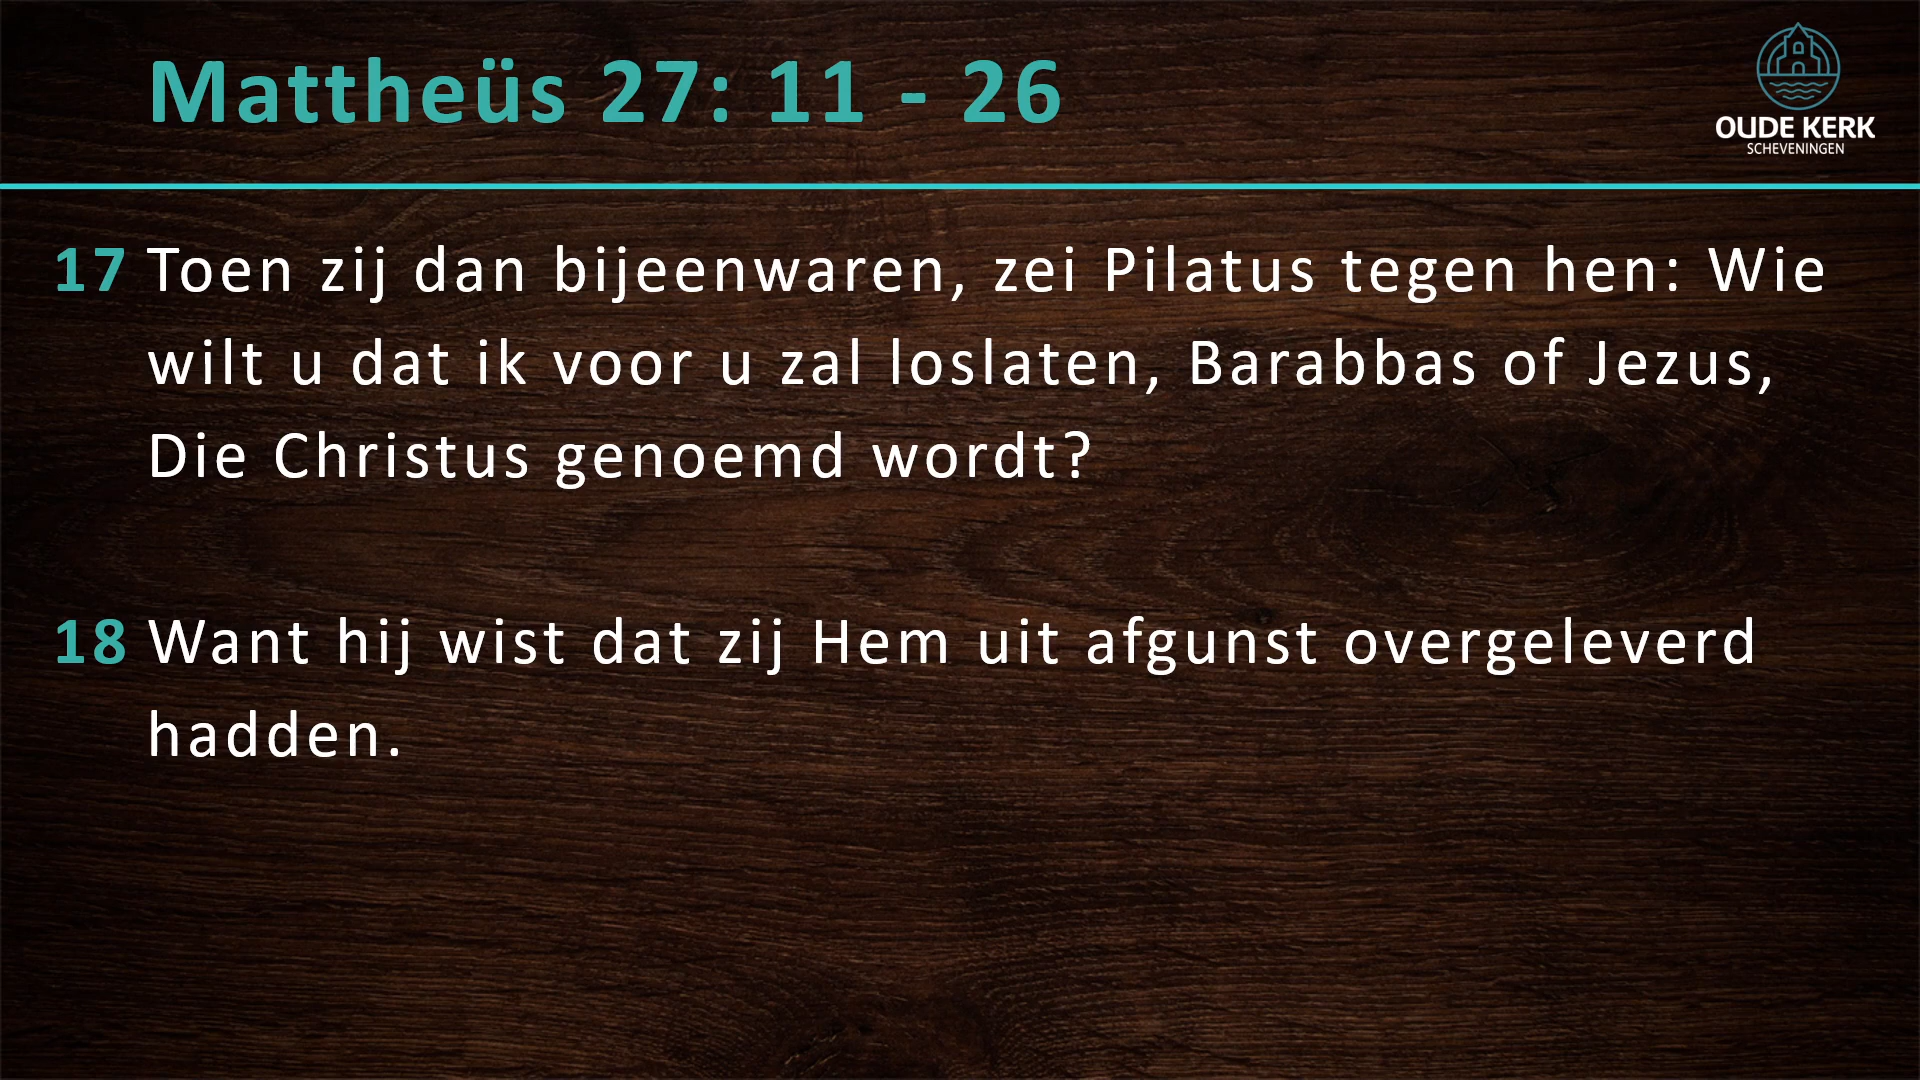 Mattheüs 27: 11 - 26
OUDE KERK
SCHEVENINGEN
17 Toen zij dan bijeenwaren, zei Pilatus tegen hen: Wie
wilt u dat ik voor u zal loslaten, Barabbas of Jezus,
Die Christus genoemd wordt?
18 Want hij wist dat zij Hem uit afgunst overgeleverd
hadden.